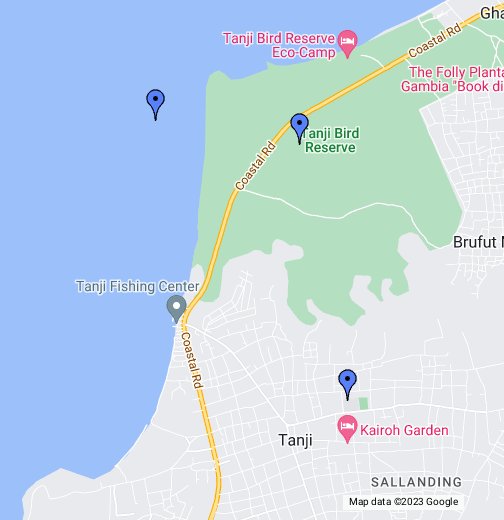 Gha
Tanji Bird Reserve
Eco-Camp
Coastal Rd
The Folly Planta
Gambia "Book di
Tanji Bird
Reserve
Coastal Rd
Brufut N
Tanji Fishing Center
Coastal Rd
Kairoh Garden
Tanji
SALLANDING
Map data ©2023 Google